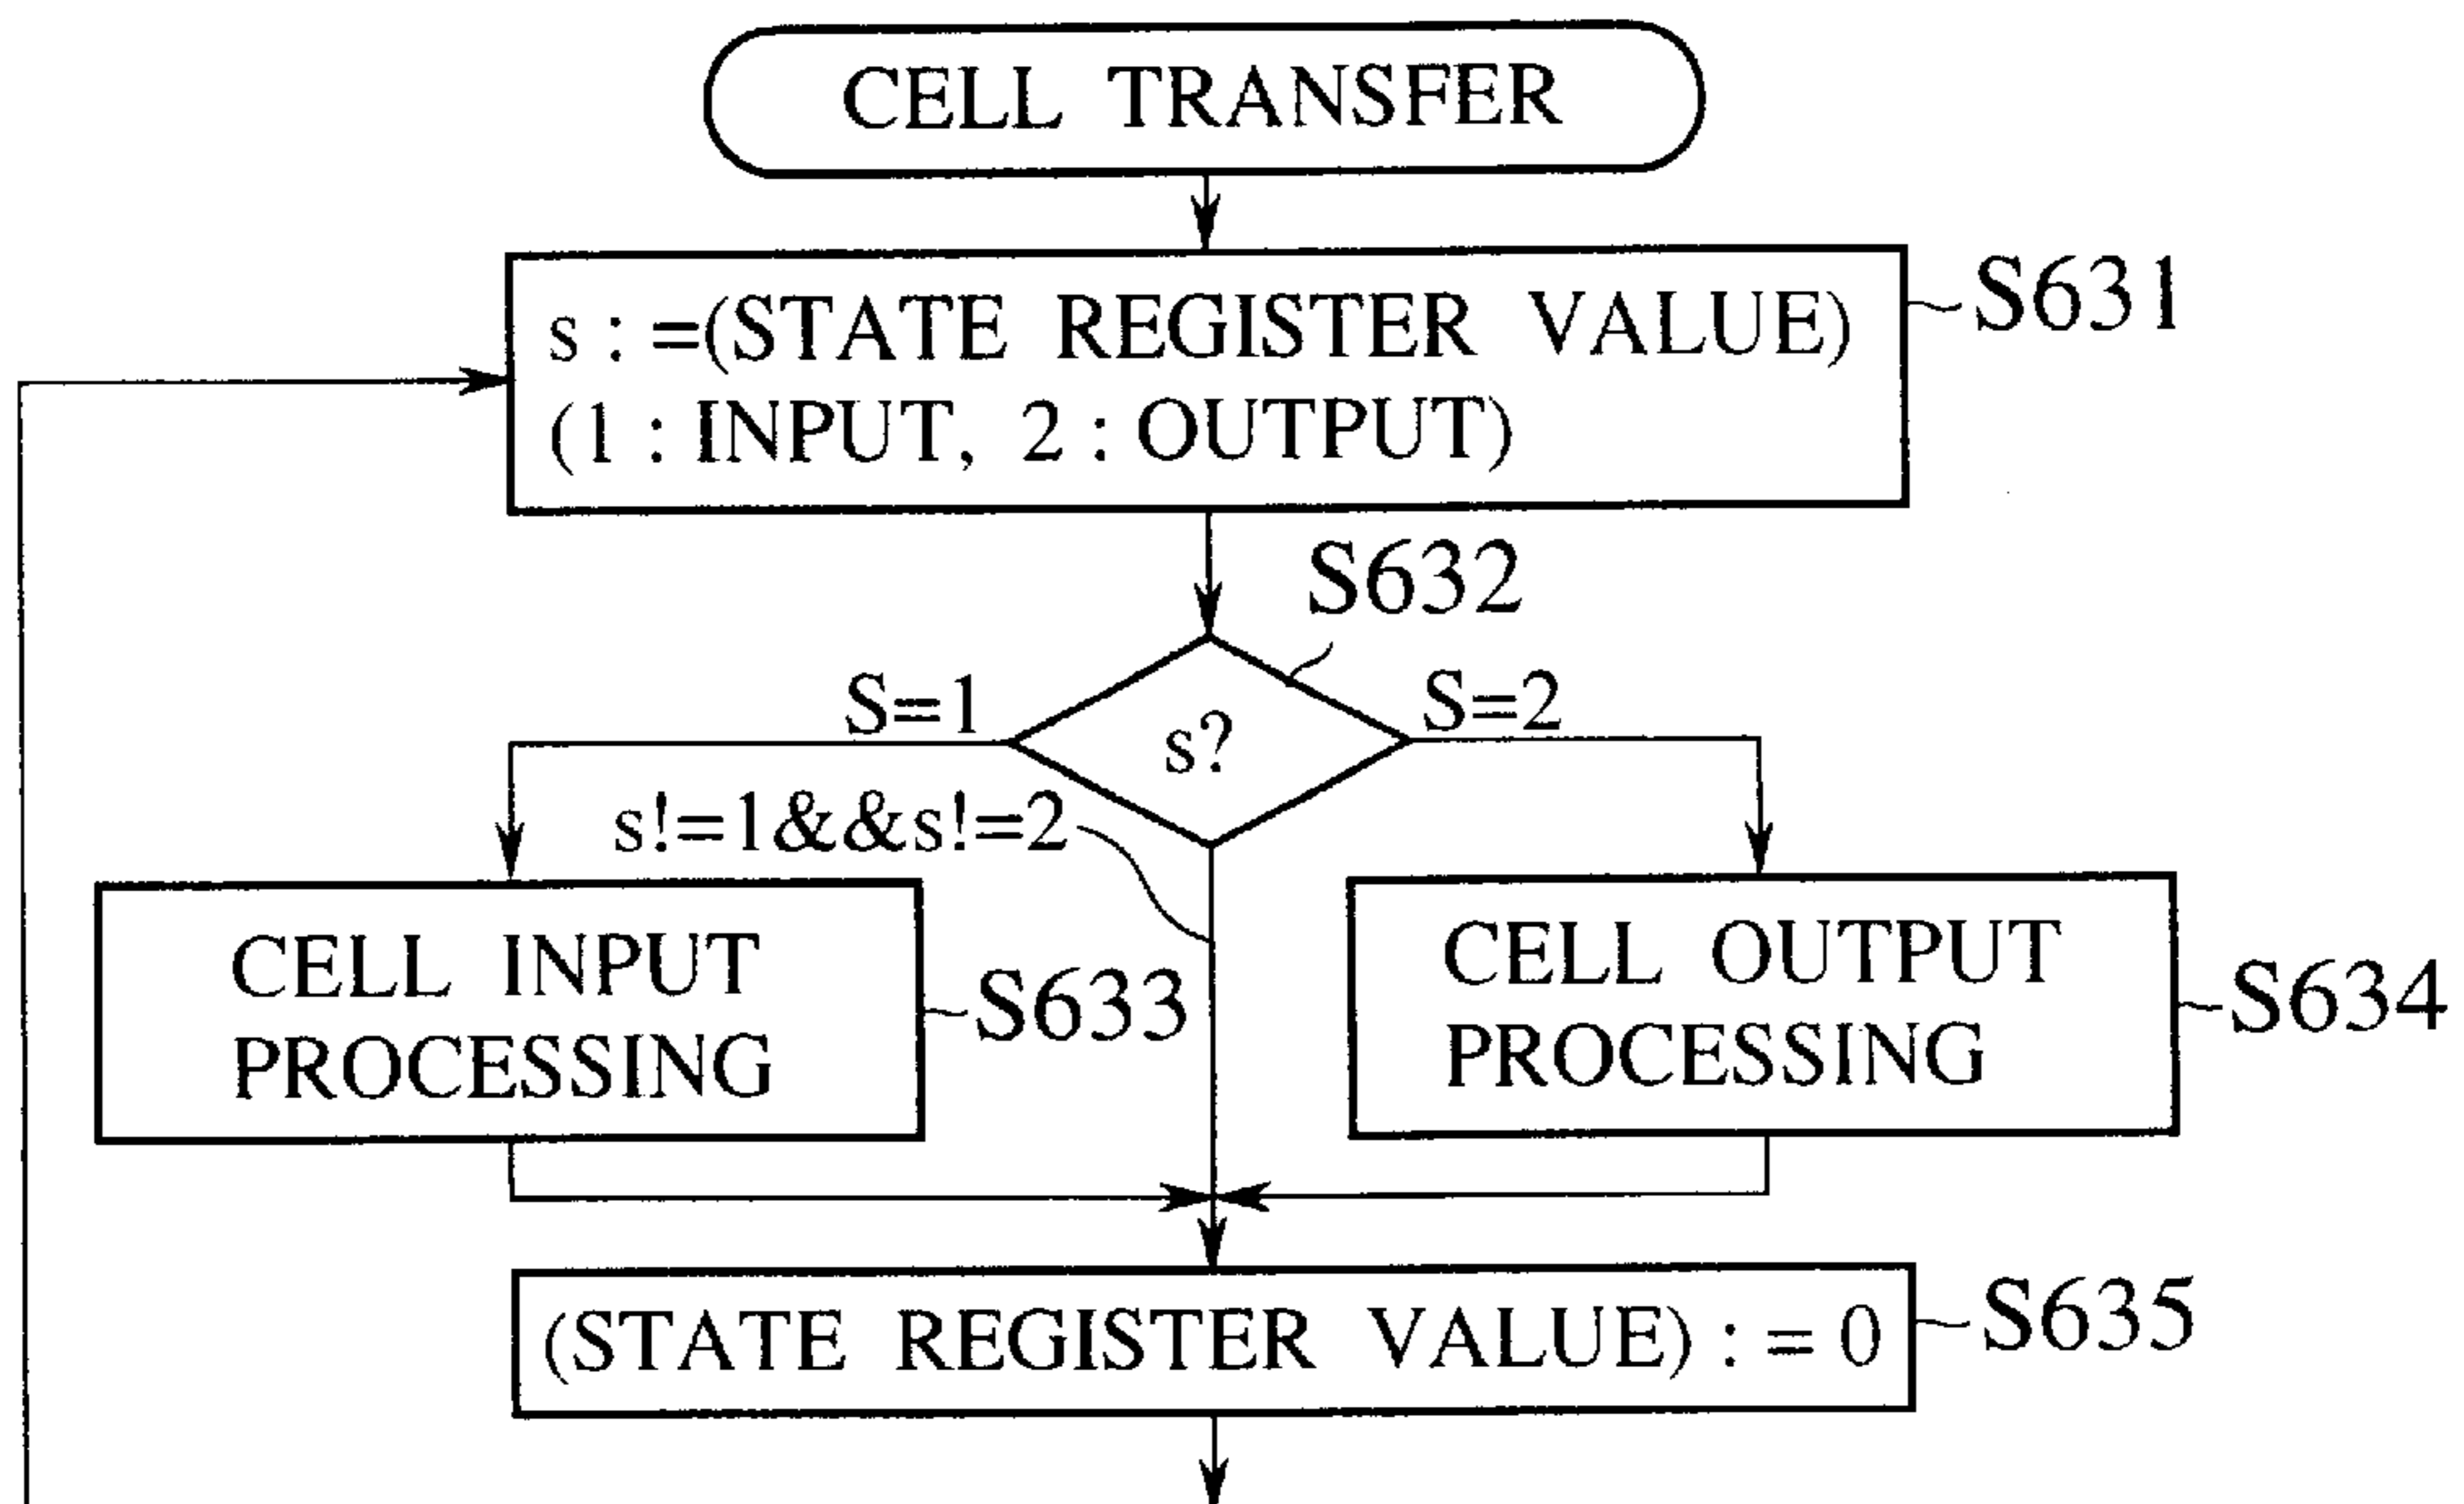 CELL TRANSFER
s : =(STATE REGISTER VALUE)
(1 : INPUT, 2 : OUTPUT)
S631
S632
S=1
s?
S=2
s!=1&&s!=2
CELL INPUT
PROCESSING
S633
CELL OUTPUT
PROCESSING
S634
(STATE REGISTER VALUE) : = 0
S635